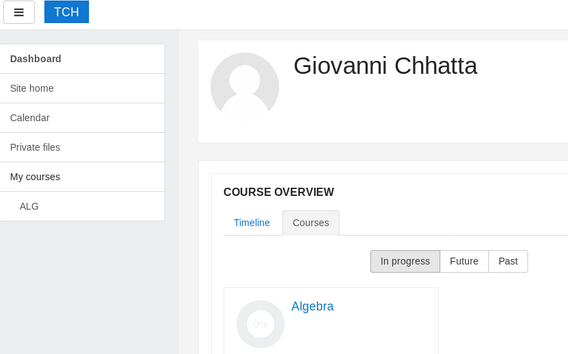 TCH
Dashboard
Site home
Calendar
Private files
My courses
ALG
Giovanni Chhatta
COURSE OVERVIEW
Timeline Courses
In progress Future Past
Algebra
0%